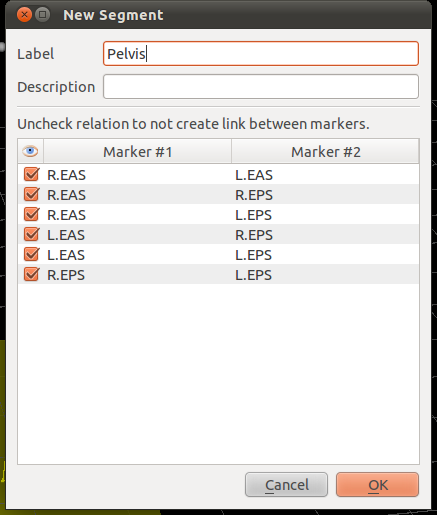 New Segment
Label Pelvis
Description
Uncheck relation to not create link between markers.
Marker #1 Marker #2
R.EAS L.EAS
R.EAS R.EPS
R.EAS L.EPS
L.EAS R.EPS
L.EAS L.EPS
R.EPS L.EPS
Cancel OK